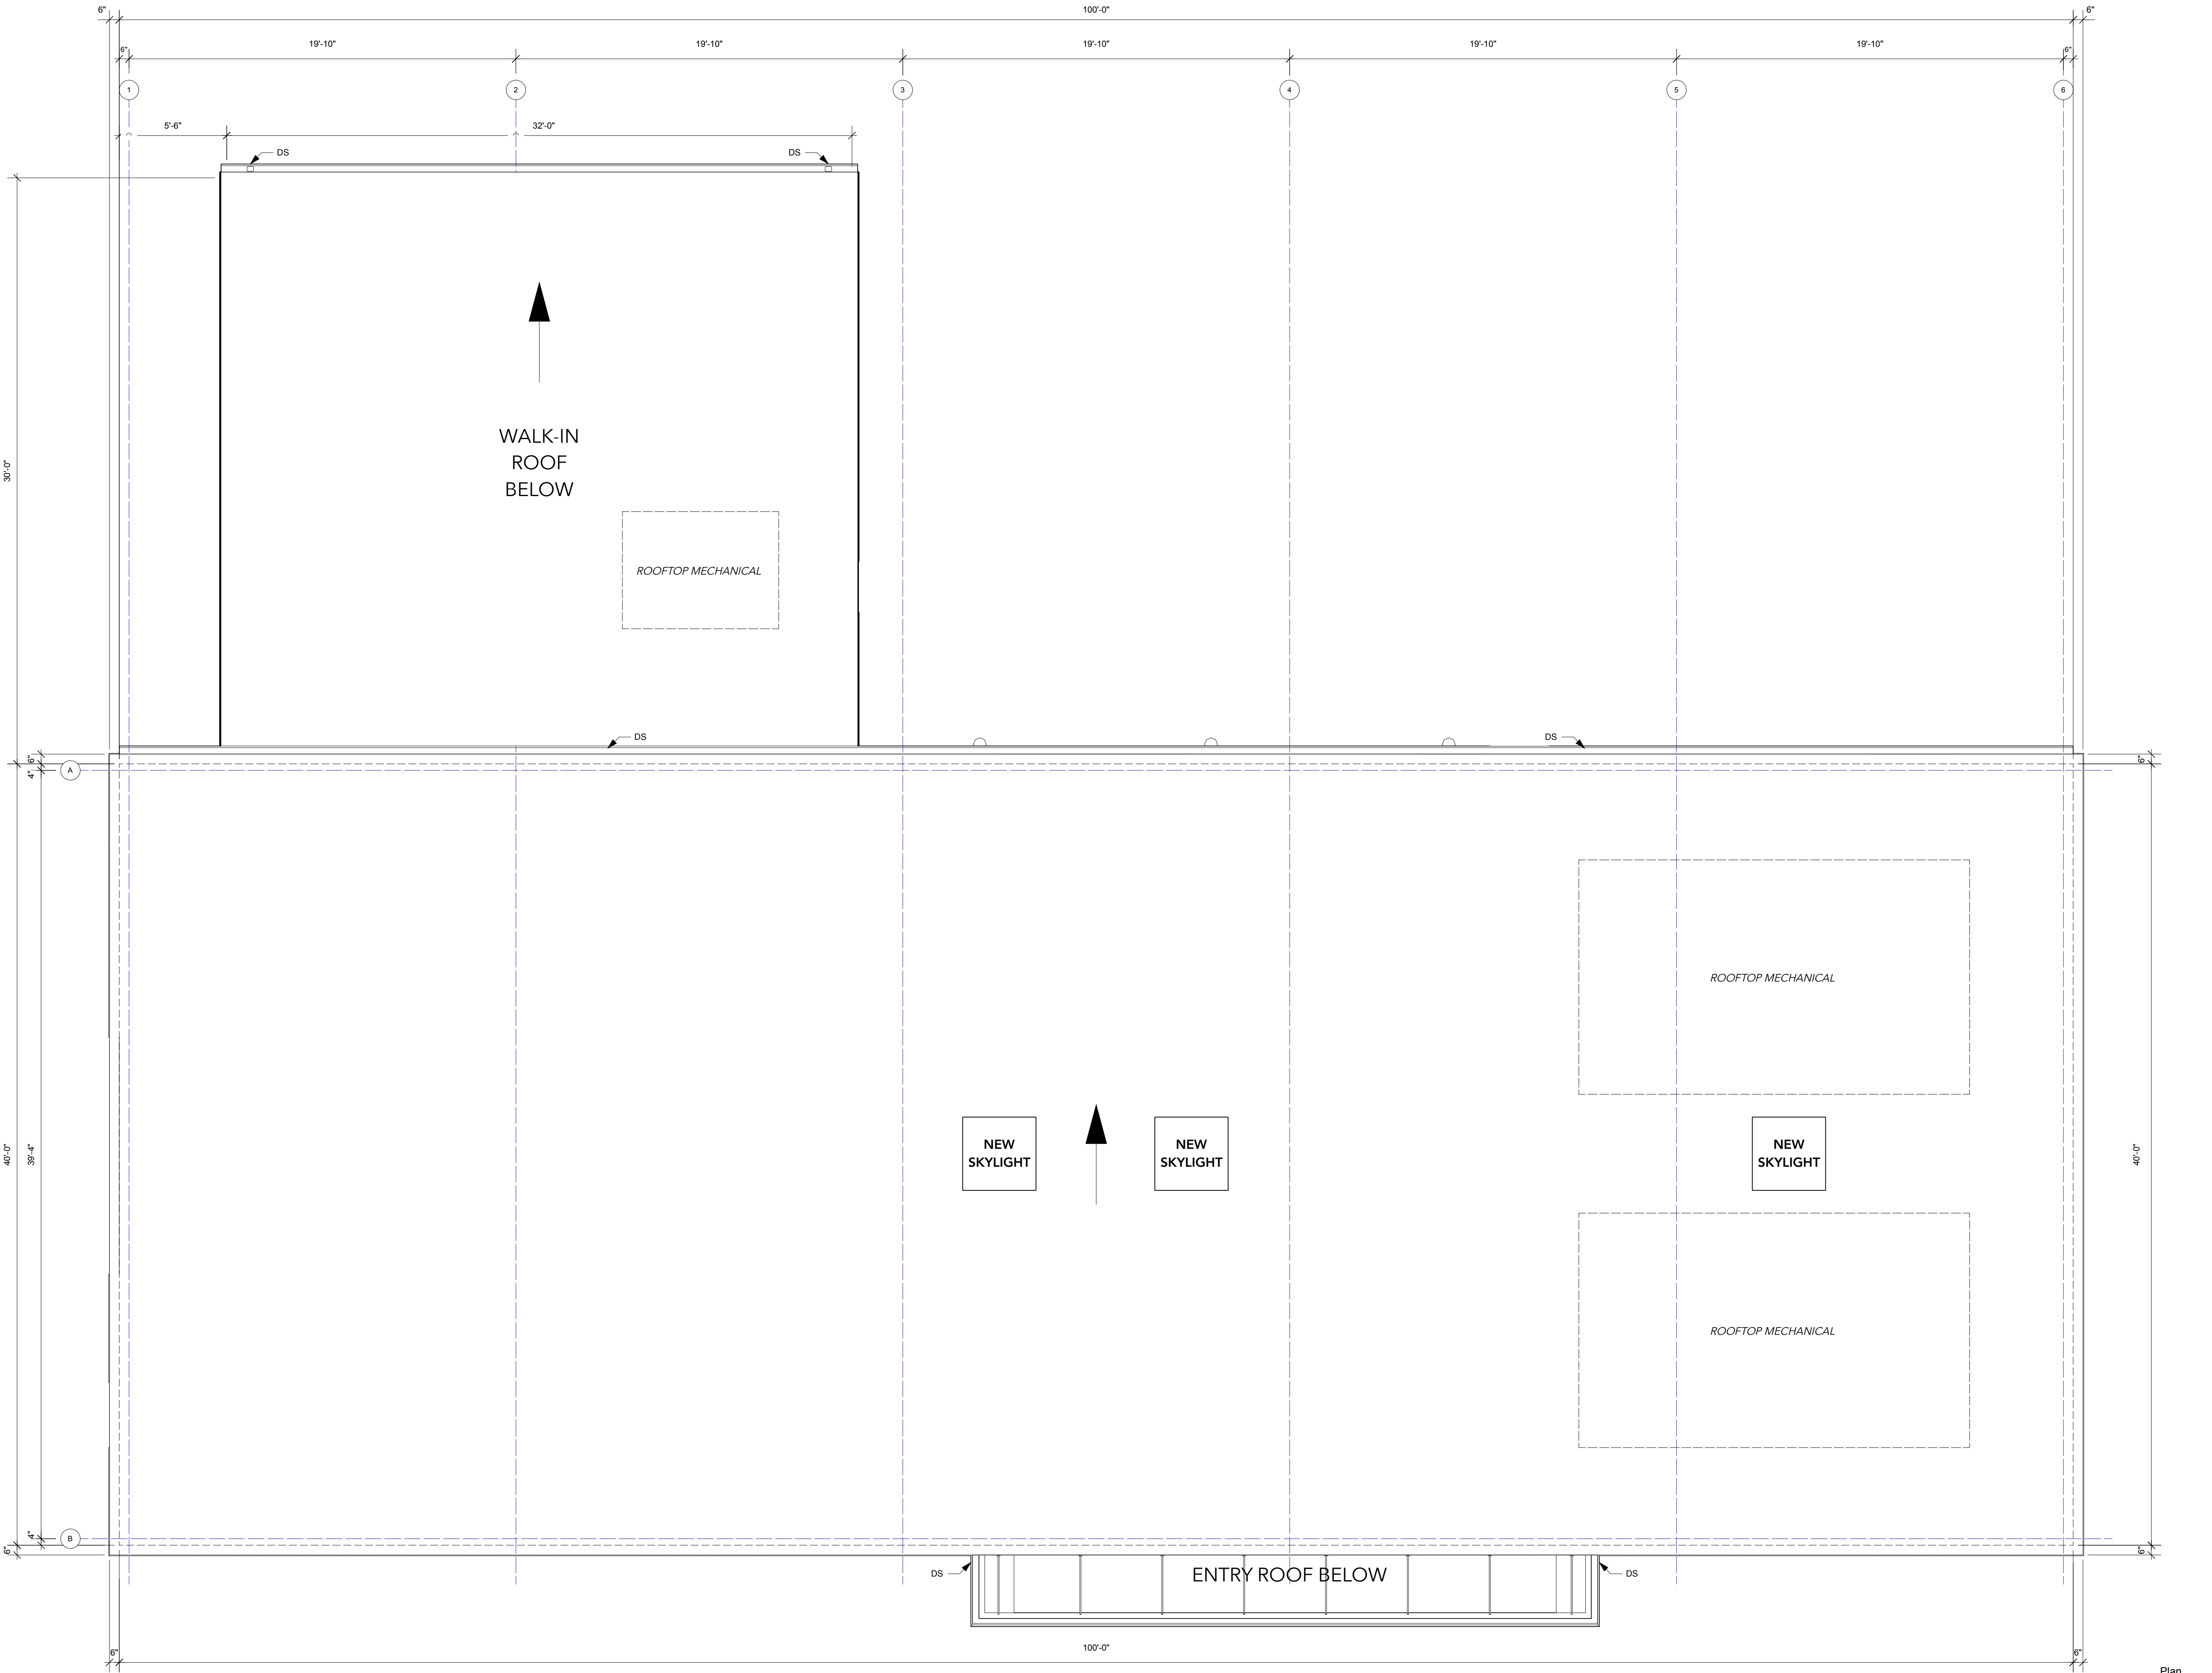 6" 100'-0" 6"
6" 19'-10" 19'-10" 19'-10" 19'-10" 19'-10" 6"
1 2 3 4 5 6
5'-6" 32'-0"
DS DS
30'-0"
WALK-IN
ROOF
BELOW
ROOFTOP MECHANICAL
DS DS
6" 6"
4" A
ROOFTOP MECHANICAL
NEW
SKYLIGHT
NEW
SKYLIGHT
NEW
SKYLIGHT
40'-0" 39'-4" 40'-0"
ROOFTOP MECHANICAL
4" B
6" 6"
DS ENTRY ROOF BELOW DS
6" 100'-0" 6"
Plan